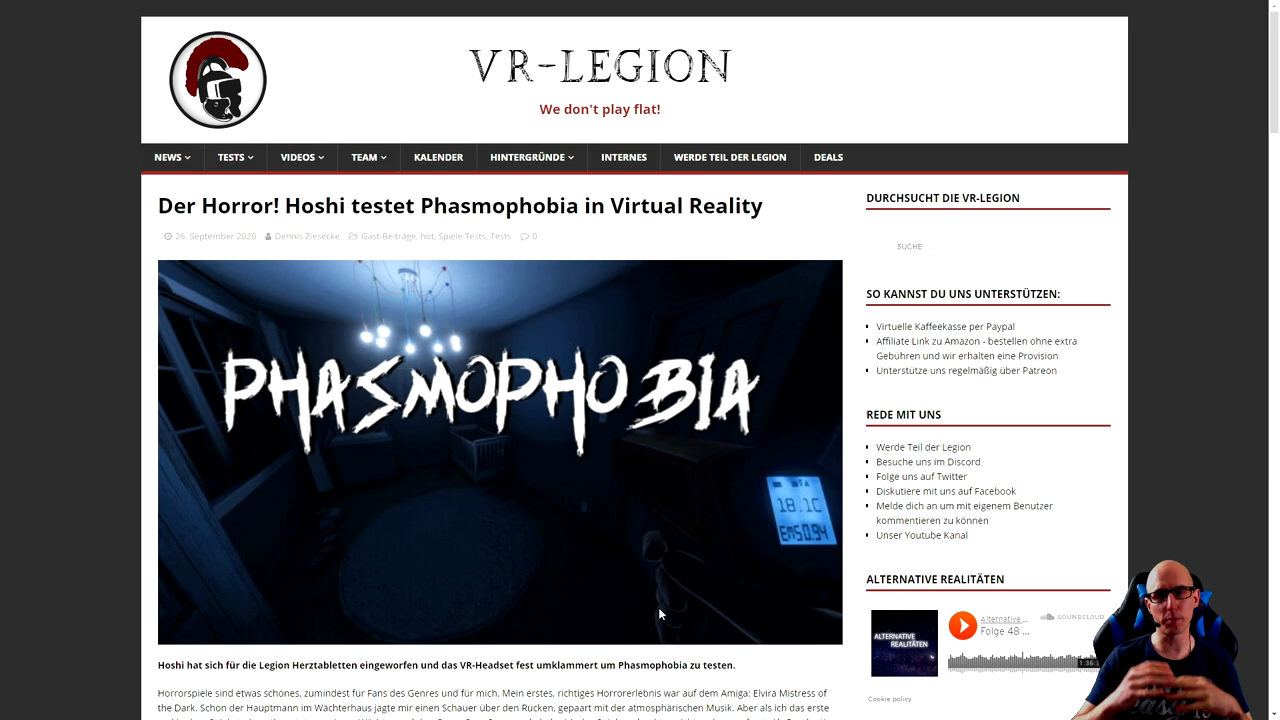 VR-LEGION
We don't play flat!
NEWS TESTS VIDEOS TEAM KALENDER HINTERGRÜNDE INTERNES WERDE TEIL DER LEGION DEALS
Der Horror! Hoshi testet Phasmophobia in Virtual Reality
26. September 2020 Dennis Ziesecke Gast-Beiträge, hot, Spiele Tests, Tests 0
PHASMOPHOBIA
18.1C
Hoshi hat sich für die Legion Herztabletten eingeworfen und das VR-Headset fest umklammert um Phasmophobia zu testen.
Horrorspiele sind etwas schönes, zumindest für Fans des Genres und für mich. Mein erstes, richtiges Horrorerlebnis war auf dem Amiga: Elvira Mistress of
the Dark. Schon der Hauptmann im Wächterhaus jagte mir einen Schauer über den Rücken, gepaart mit der atmosphärischen Musik. Aber als ich das erste
DURCHSUCHT DIE VR-LEGION
SUCHE
SO KANNST DU UNS UNTERSTÜTZEN:
Virtuelle Kaffeekasse per Paypal
Affiliate Link zu Amazon - bestellen ohne extra
Gebühren und wir erhalten eine Provision
Unterstütze uns regelmäßig über Patreon
REDE MIT UNS
Werde Teil der Legion
Besuche uns im Discord
Folge uns auf Twitter
Diskutiere mit uns auf Facebook
Melde dich an um mit eigenem Benutzer
kommentieren zu können
Unser Youtube Kanal
ALTERNATIVE REALITÄTEN
ALTERNATIVE
REALITÄTEN
Alternative ...
SOUNDCLOUD
Folge 48 ...
Cookie policy